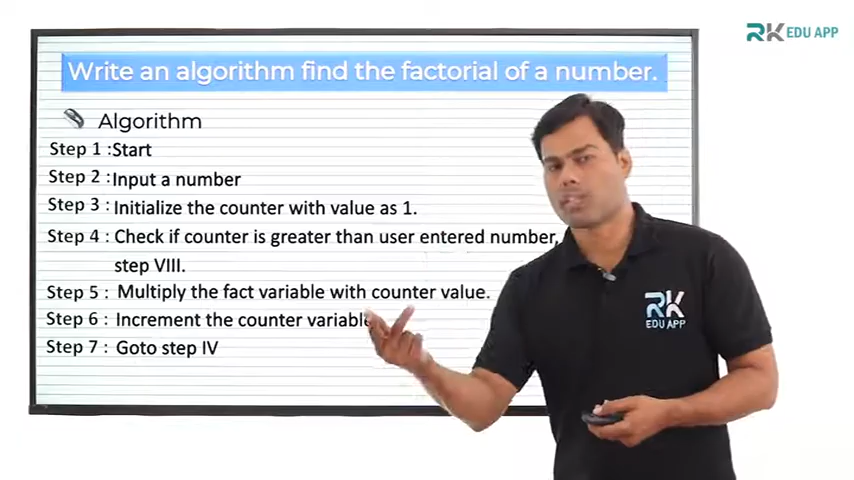 RK EDU APP
Write an algorithm find the factorial of a number.
Algorithm
Step 1 : Start
Step 2 : Input a number
Step 3 : Initialize the counter with value as 1.
Step 4 : Check if counter is greater than user entered number,
step VIII.
Step 5 : Multiply the fact variable with counter value.
Step 6 : Increment the counter variable
Step 7 : Goto step IV
RK
EDU APP